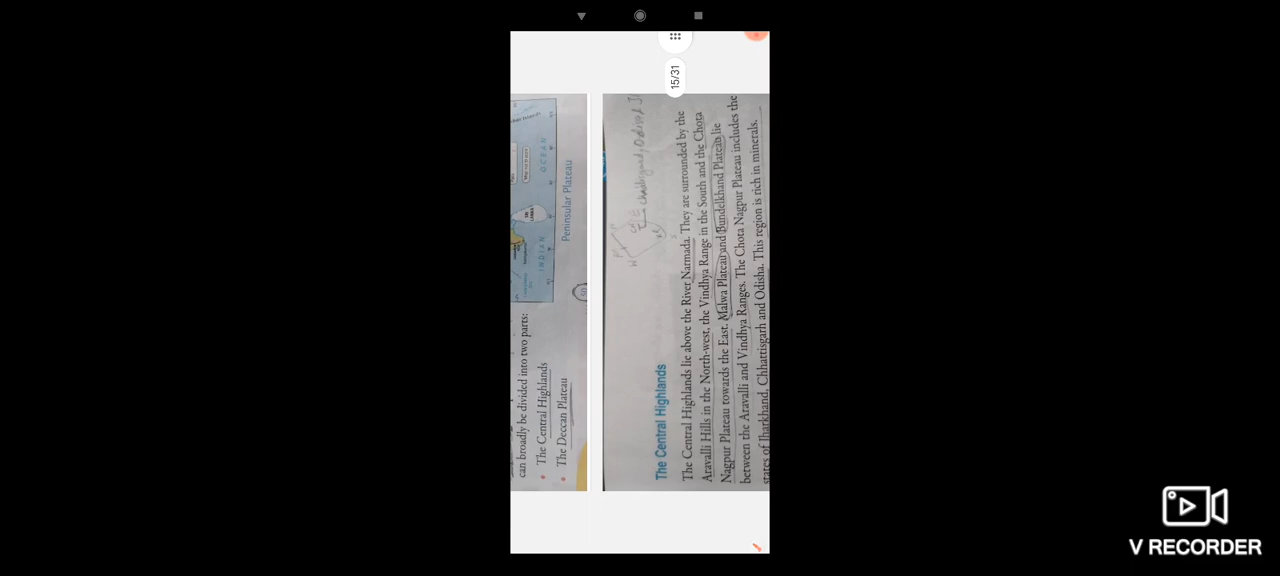 15/31
can broadly be divided into two parts:
• The Central Highlands
• The Deccan Plateau
INDIAN OCEAN
SRI LANKA
Peninsular Plateau
50
The Central Highlands
The Central Highlands lie above the River Narmada. They are surrounded by the
Aravalli Hills in the North-west, the Vindhya Range in the South and the Chota
Nagpur Plateau towards the East. Malwa Plateau and Bundelkhand Plateau lie
between the Aravalli and Vindhya Ranges. The Chota Nagpur Plateau includes the
states of Jharkhand, Chhattisgarh and Odisha. This region is rich in minerals.
V RECORDER